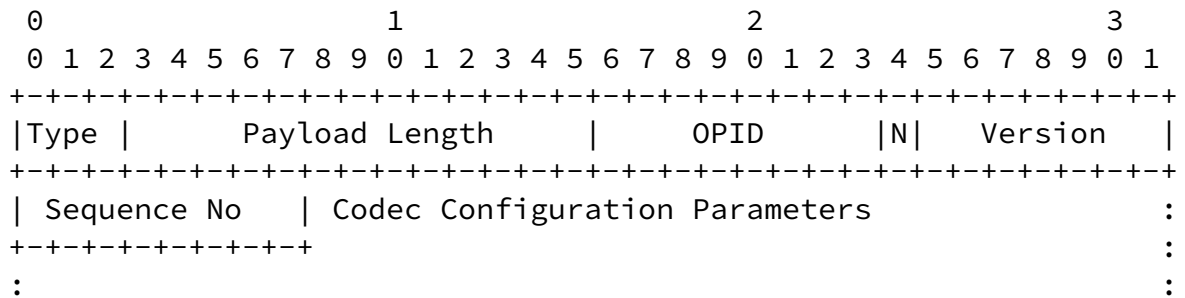 0                   1                   2                   3
0 1 2 3 4 5 6 7 8 9 0 1 2 3 4 5 6 7 8 9 0 1 2 3 4 5 6 7 8 9 0 1
+-+-+-+-+-+-+-+-+-+-+-+-+-+-+-+-+-+-+-+-+-+-+-+-+-+-+-+-+-+-+-+-+
|Type |      Payload Length     |     OPID      |N|   Version   |
+-+-+-+-+-+-+-+-+-+-+-+-+-+-+-+-+-+-+-+-+-+-+-+-+-+-+-+-+-+-+-+-+
| Sequence No   | Codec Configuration Parameters                :
+-+-+-+-+-+-+-+-+                                               :
:                                                               :